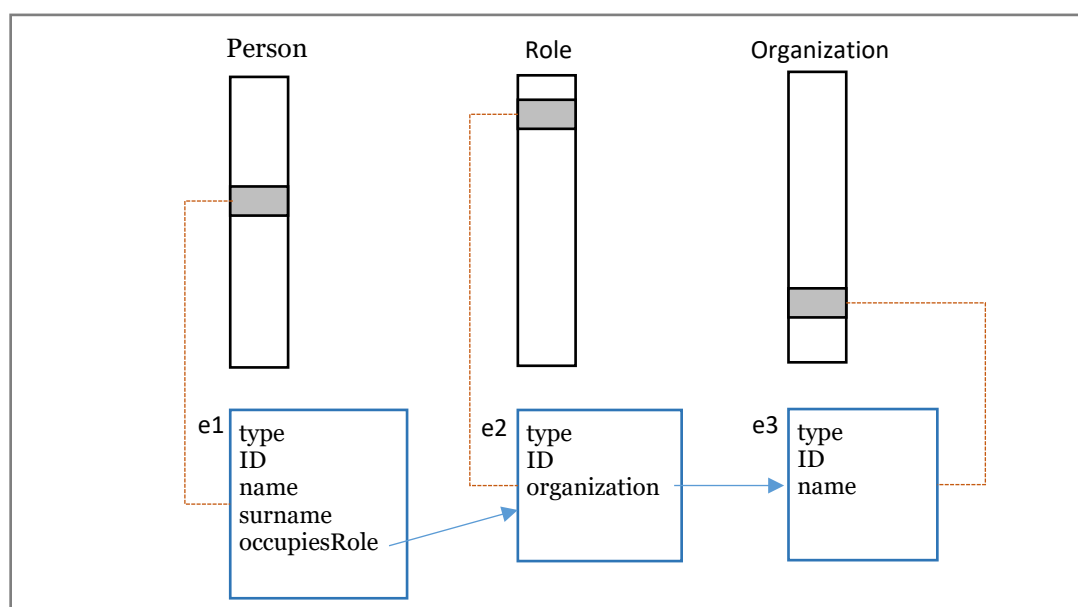 Person
Role
Organization
e1
type
ID
name
surname
occupiesRole
e2
type
ID
organization
e3
type
ID
name